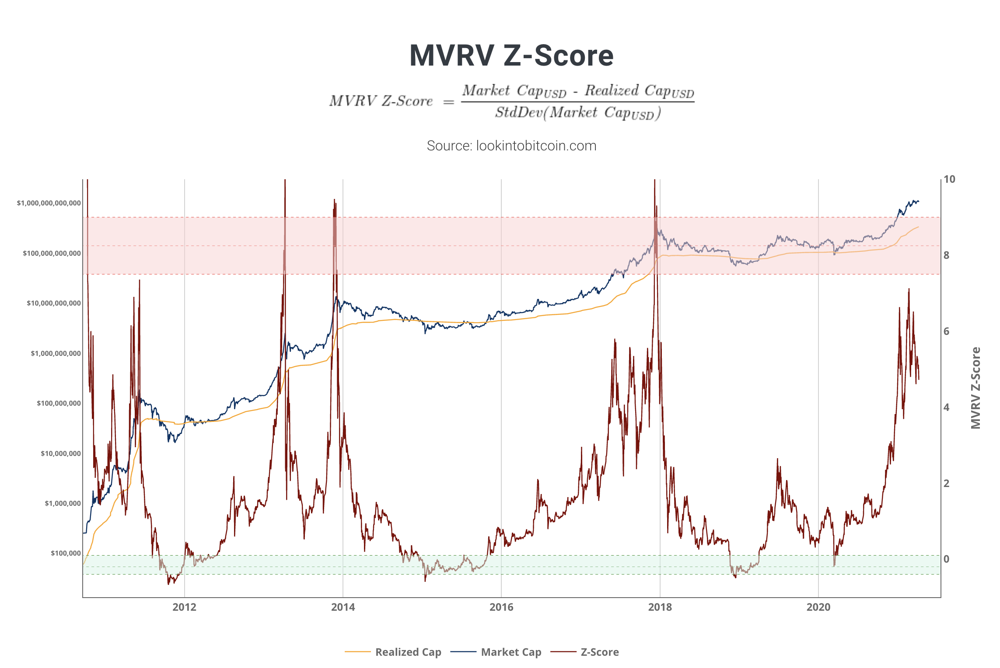 MVRV Z-Score
MVRV Z-Score = Market Cap_USD - Realized Cap_USD
StdDev(Market Cap_USD)
Source: lookintobitcoin.com
10
$1,000,000,000,000
$100,000,000,000
8
$10,000,000,000
6
$1,000,000,000
MVRV Z-Score
$100,000,000
4
$10,000,000
2
$1,000,000
$100,000
0
2012 2014 2016 2018 2020
Realized Cap Market Cap Z-Score